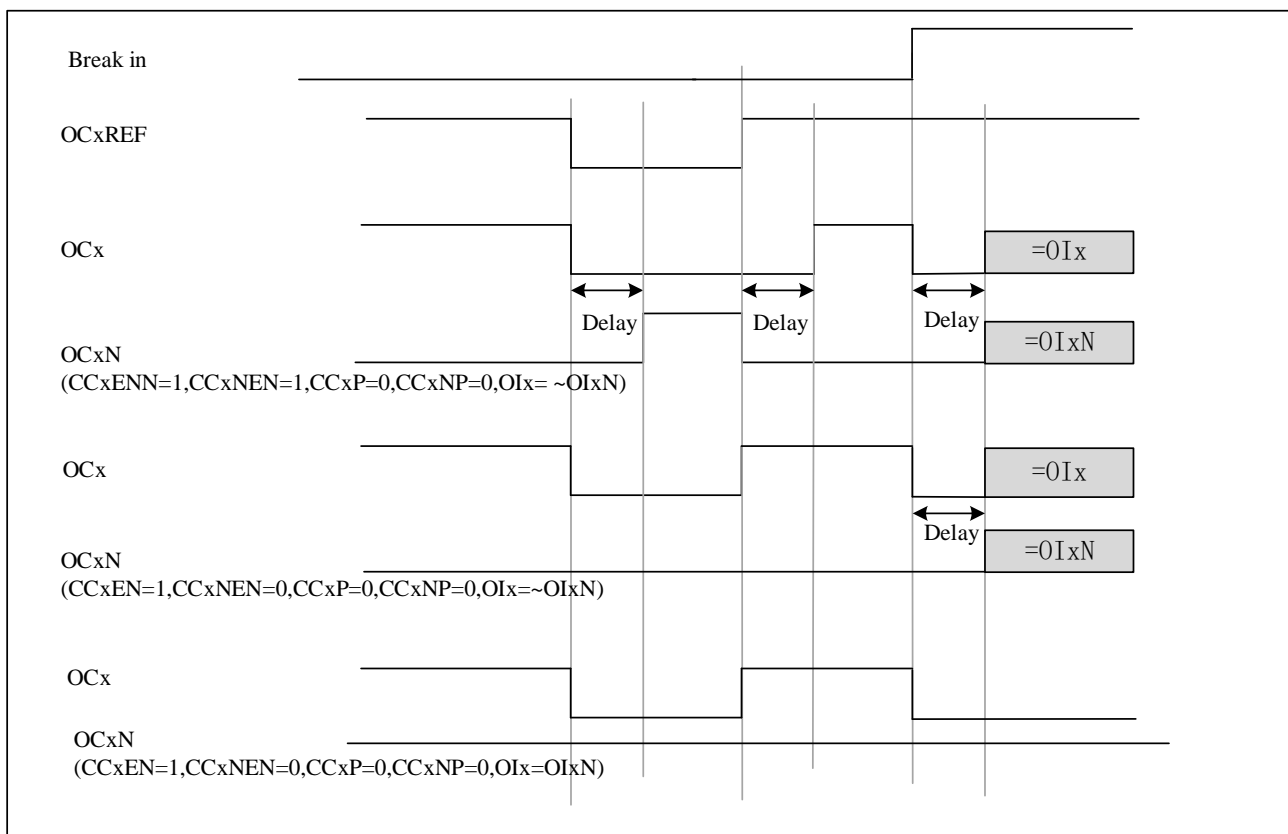 Break in
OCxREF
OCx
=OIx
Delay
Delay
Delay
OCxN
=OIxN
(CCxENN=1,CCxNEN=1,CCxP=0,CCxNP=0,OIx= ~OIxN)
OCx
=OIx
Delay
OCxN
=OIxN
(CCxEN=1,CCxNEN=0,CCxP=0,CCxNP=0,OIx=~OIxN)
OCx
OCxN
(CCxEN=1,CCxNEN=0,CCxP=0,CCxNP=0,OIx=OIxN)